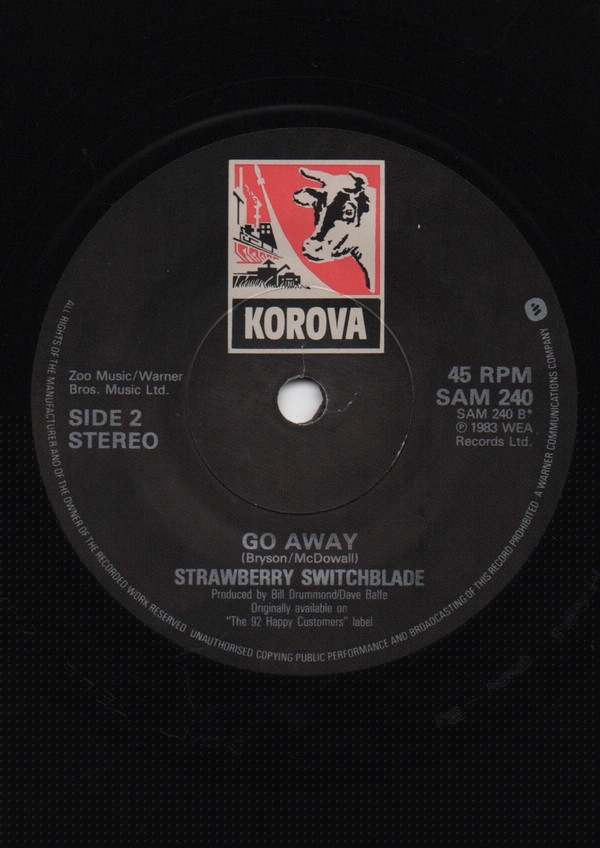 KOROVA
Zoo Music/Warner
Bros. Music Ltd.
SIDE 2
STEREO
45 RPM
SAM 240
SAM 240 B*
Ⓟ 1983 WEA
Records Ltd.
GO AWAY
(Bryson/McDowall)
STRAWBERRY SWITCHBLADE
Produced by Bill Drummond/Dave Balfe
Originally available on
"The 92 Happy Customers" label
ALL RIGHTS OF THE MANUFACTURER AND OF THE OWNER OF THE RECORDED WORK RESERVED UNAUTHORISED COPYING PUBLIC PERFORMANCE AND BROADCASTING OF THIS RECORD PROHIBITED A WARNER COMMUNICATIONS COMPANY